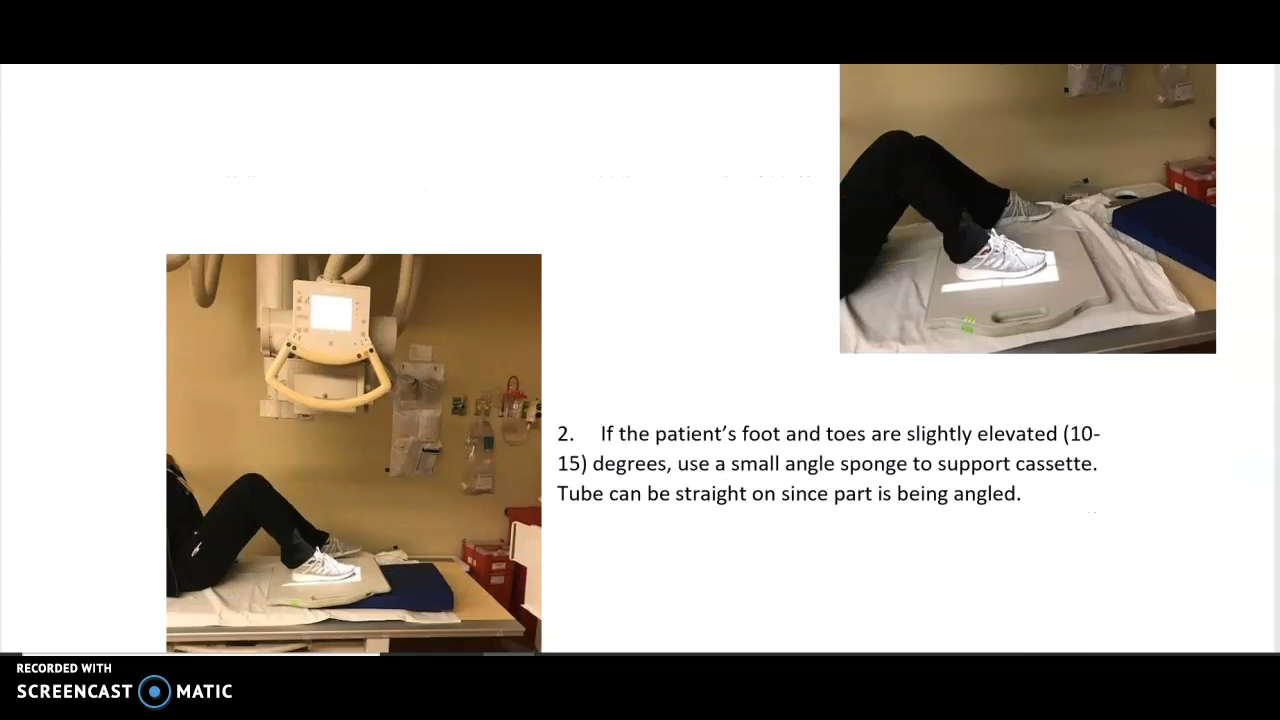 2. If the patient’s foot and toes are slightly elevated (10-
15) degrees, use a small angle sponge to support cassette.
Tube can be straight on since part is being angled.
RECORDED WITH
SCREENCAST MATIC